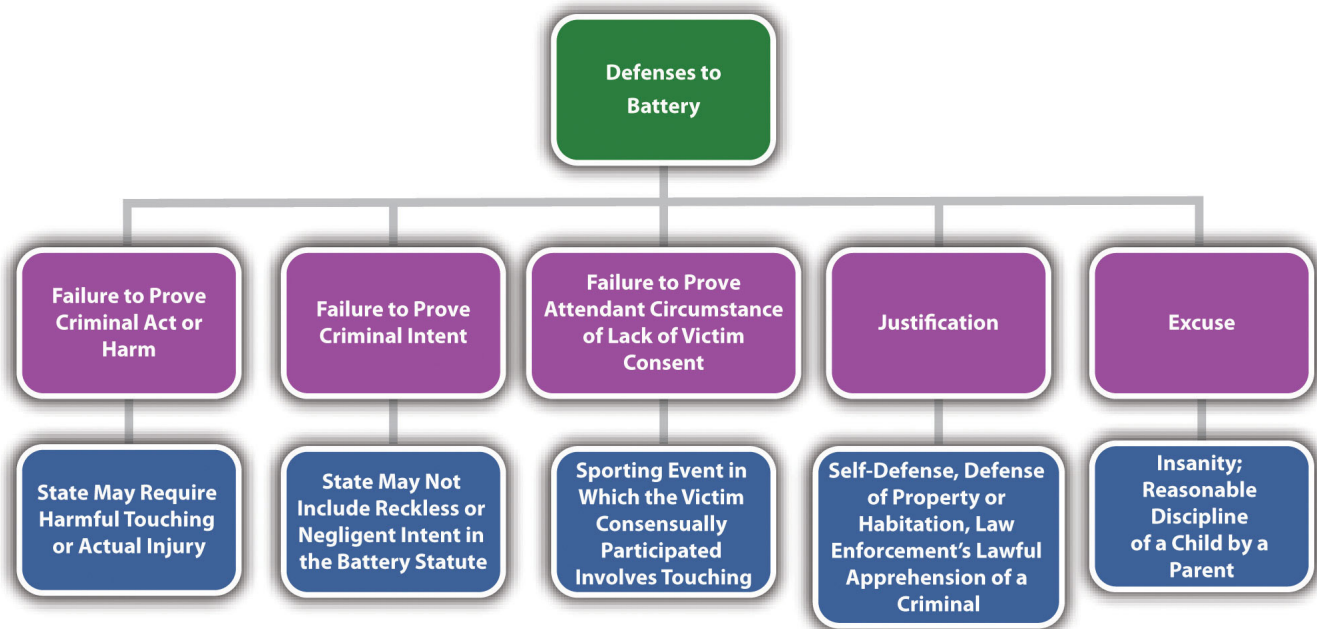 Defenses to
Battery
Failure to Prove
Criminal Act or
Harm
Failure to Prove
Criminal Intent
Failure to Prove
Attendant Circumstance
of Lack of Victim
Consent
Justification
Excuse
State May Require
Harmful Touching
or Actual Injury
State May Not
Include Reckless or
Negligent Intent in
the Battery Statute
Sporting Event in
Which the Victim
Consensually
Participated
Involves Touching
Self-Defense, Defense
of Property or
Habitation, Law
Enforcement’s Lawful
Apprehension of a
Criminal
Insanity;
Reasonable
Discipline
of a Child by a
Parent